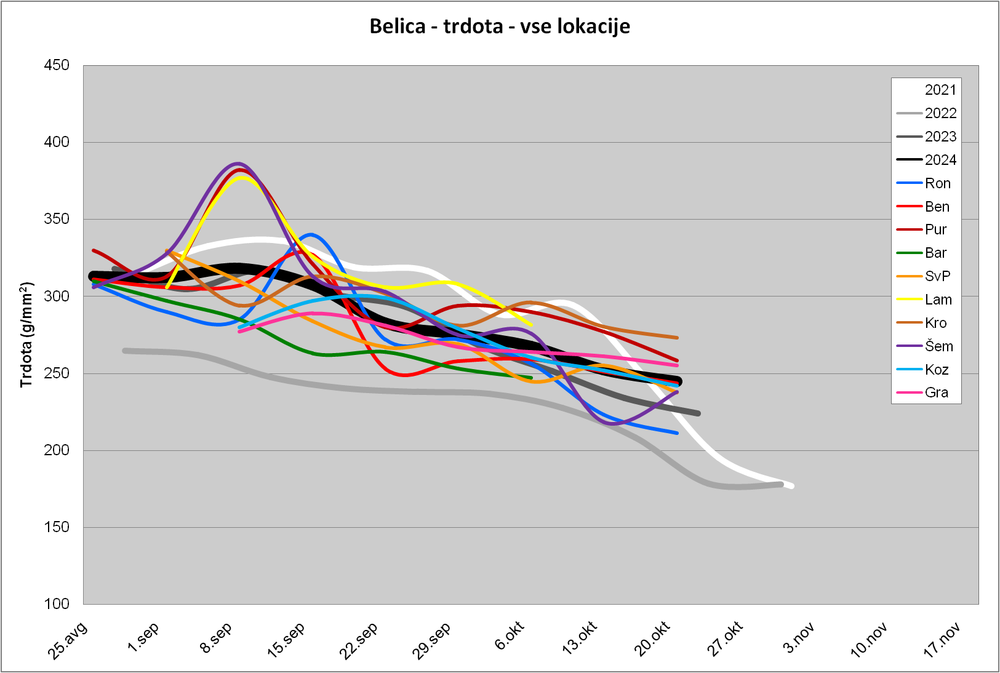 Belica - trdota - vse lokacije
Trdota (g/mm²)
450
400
350
300
250
200
150
100
25.avg
1.sep
8.sep
15.sep
22.sep
29.sep
6.okt
13.okt
20.okt
27.okt
3.nov
10.nov
17.nov
2021
2022
2023
2024
Ron
Ben
Pur
Bar
SvP
Lam
Kro
Šem
Koz
Gra